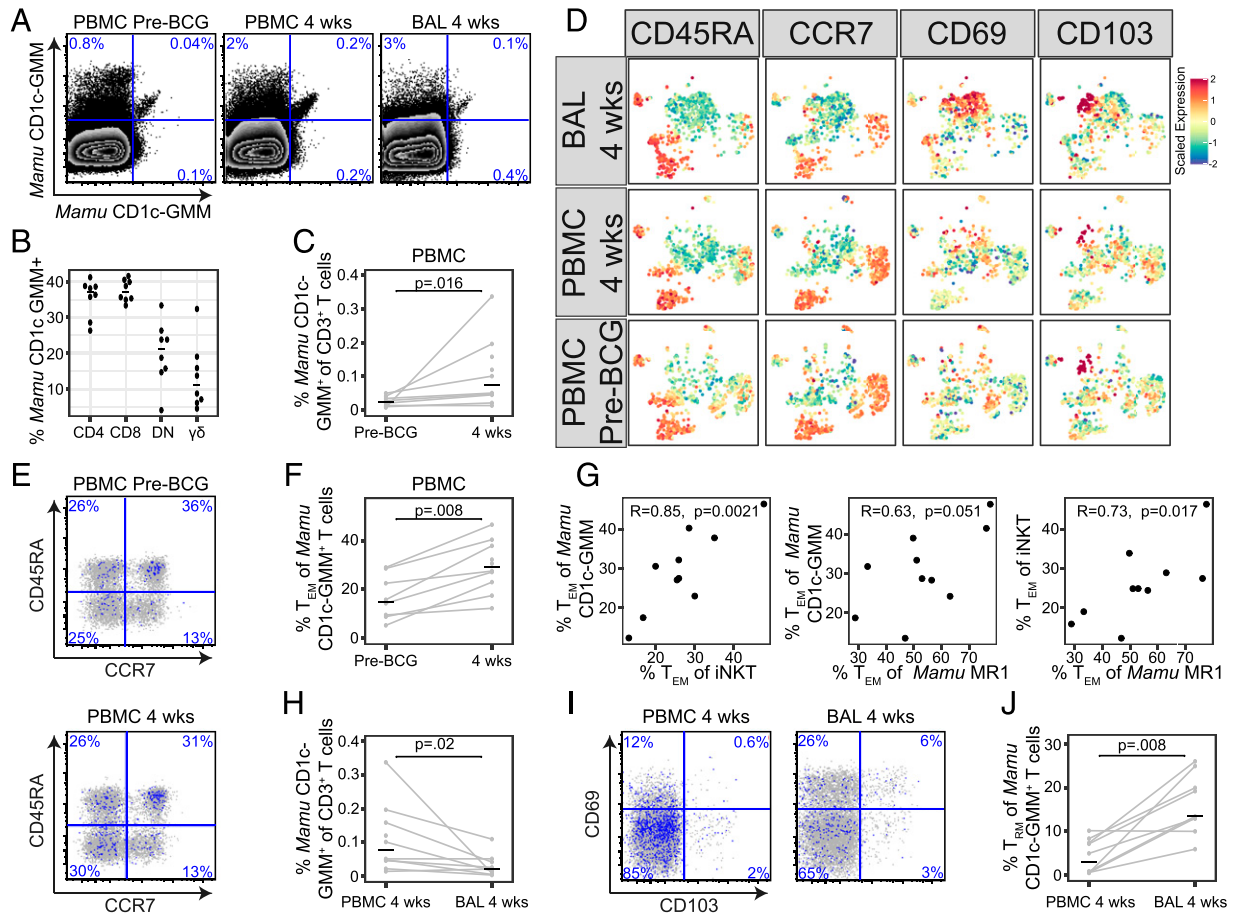 A
PBMC Pre-BCG
PBMC 4 wks
BAL 4 wks
0.8%
0.04%
2%
0.2%
3%
0.1%
0.1%
0.2%
0.4%
Mamu CD1c-GMM
Mamu CD1c-GMM
B
% Mamu CD1c GMM+
40
30
20
10
CD4
CD8
DN
γδ
C
PBMC
p=.016
% Mamu CD1c-
GMM+ of CD3+ T cells
0.4
0.3
0.2
0.1
0
Pre-BCG
4 wks
D
CD45RA
CCR7
CD69
CD103
BAL
4 wks
PBMC
4 wks
PBMC
Pre-BCG
Scaled Expression
2
1
0
-1
-2
E
PBMC Pre-BCG
26%
36%
25%
13%
CD45RA
CCR7
PBMC 4 wks
26%
31%
30%
13%
CD45RA
CCR7
F
PBMC
p=.008
% TEM of Mamu
CD1c-GMM+ T cells
40
20
0
Pre-BCG
4 wks
G
R=0.85, p=0.0021
% TEM of Mamu
CD1c-GMM
40
30
20
20
30
40
% TEM of iNKT
R=0.63, p=0.051
% TEM of Mamu
CD1c-GMM
40
30
20
30
40
50
60
70
% TEM of Mamu MR1
R=0.73, p=0.017
% TEM of iNKT
40
30
20
30
40
50
60
70
% TEM of Mamu MR1
H
p=.02
% Mamu CD1c-
GMM+ of CD3+ T cells
0.4
0.3
0.2
0.1
0
PBMC 4 wks
BAL 4 wks
I
PBMC 4 wks
BAL 4 wks
12%
0.6%
85%
2%
26%
6%
65%
3%
CD69
CD103
J
p=.008
% TRM of Mamu
CD1c-GMM+ T cells
30
20
10
0
PBMC 4 wks
BAL 4 wks